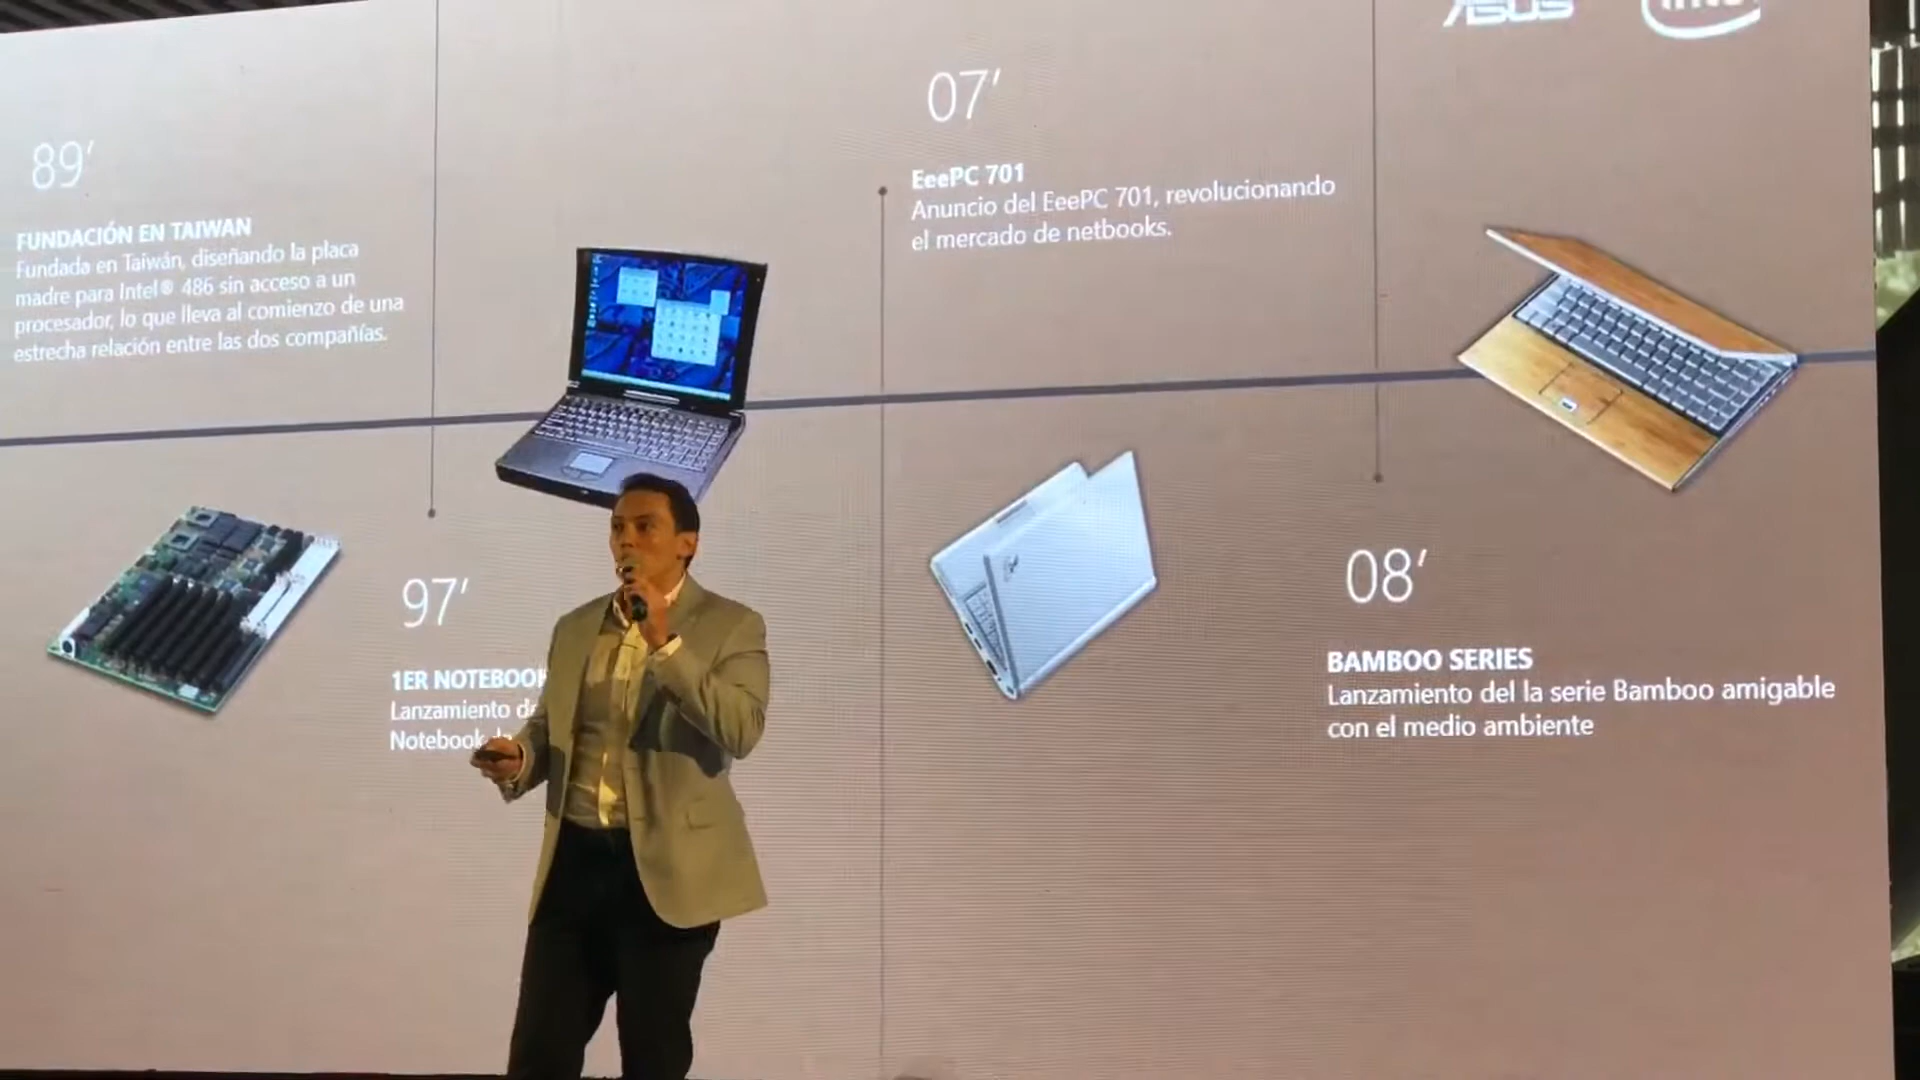 ASUS
intel
89'
FUNDACIÓN EN TAIWAN
Fundada en Taiwán, diseñando la placa
madre para Intel® 486 sin acceso a un
procesador, lo que lleva al comienzo de una
estrecha relación entre las dos compañías.
97'
1ER NOTEBOOK
Lanzamiento
Notebook
07'
EeePC 701
Anuncio del EeePC 701, revolucionando
el mercado de netbooks.
08'
BAMBOO SERIES
Lanzamiento del la serie Bamboo amigable
con el medio ambiente